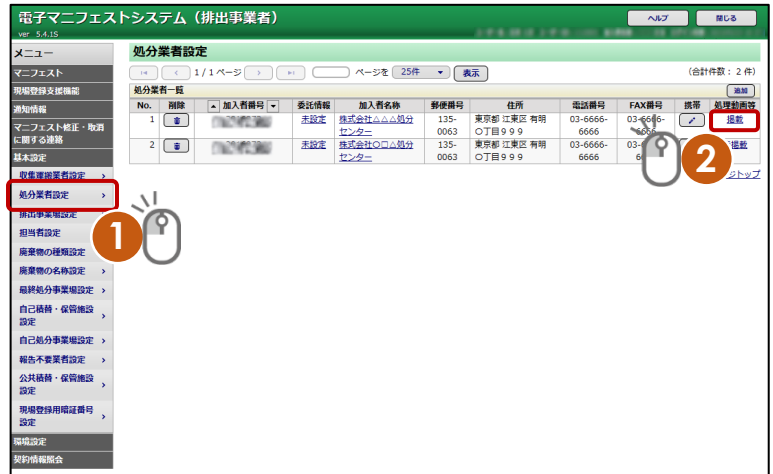 電子マニフェストシステム（排出事業者）
ver 5.4.1S
ヘルプ
閉じる
メニュー
マニフェスト
現場登録支援機能
通知情報
マニフェスト修正・取消
に関する連絡
基本設定
収集運搬業者設定 >
処分業者設定 >
排出事業場設定
担当者設定
廃棄物の種類設定
廃棄物の名称設定 >
最終処分事業場設定 >
自己積替・保管施設
設定 >
自己処分事業場設定 >
報告不要業者設定 >
公共積替・保管施設
設定 >
現場登録用暗証番号
設定 >
環境設定
契約情報照会
処分業者設定
1 / 1 ページ
ページを 25件 表示
(合計件数： 2 件)
処分業者一覧
追加
No. 削除 加入者番号 委託情報 加入者名称 郵便番号 住所 電話番号 FAX番号 携帯 処理動画等
1 未設定 株式会社△△△処分
センター 135-
0063 東京都 江東区 有明
〇丁目９９９ 03-6666-
6666 03-6666-
6666 掲載
2 未設定 株式会社〇□△処分
センター 135-
0063 東京都 江東区 有明
〇丁目９９９ 03-6666-
6666 03- 掲載
ジトップ
1
2